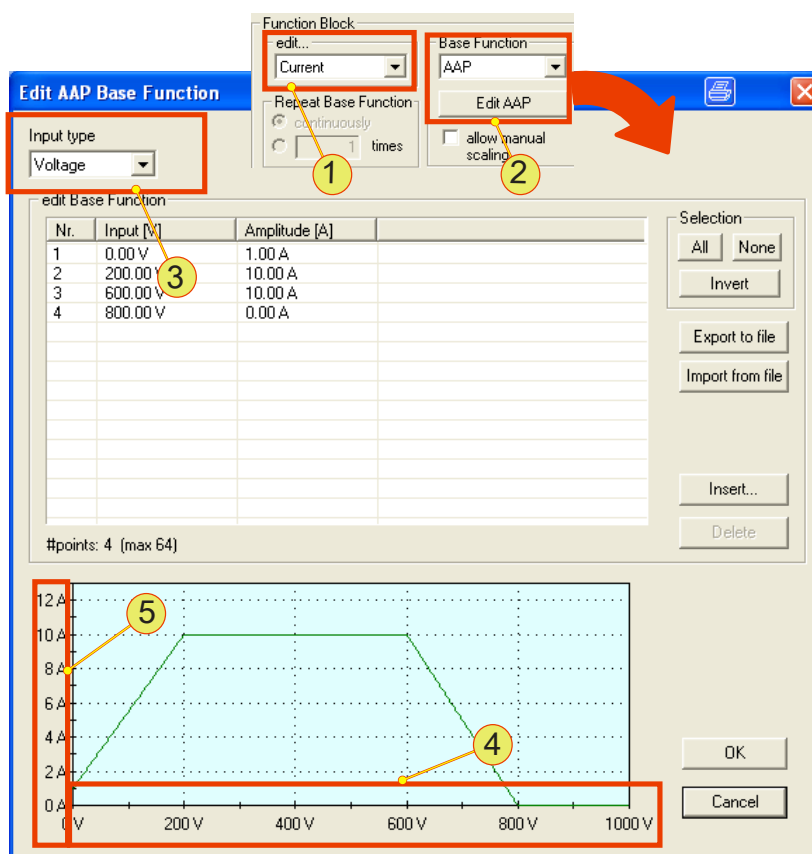 Function Block
edit...
Current
Base Function
AAP
Edit AAP
Repeat Base Function
continuously
1 times
allow manual
scaling
1
2
Edit AAP Base Function
Input type
Voltage
3
edit Base Function
Nr. Input [V] Amplitude [A]
1 0.00 V 1.00 A
2 200.00 V 10.00 A
3 600.00 V 10.00 A
4 800.00 V 0.00 A
#points: 4 (max 64)
Selection
All None
Invert
Export to file
Import from file
Insert...
Delete
12 A
10 A
8 A
6 A
4 A
2 A
0 A
5
4
0 V 200 V 400 V 600 V 800 V 1000 V
OK
Cancel